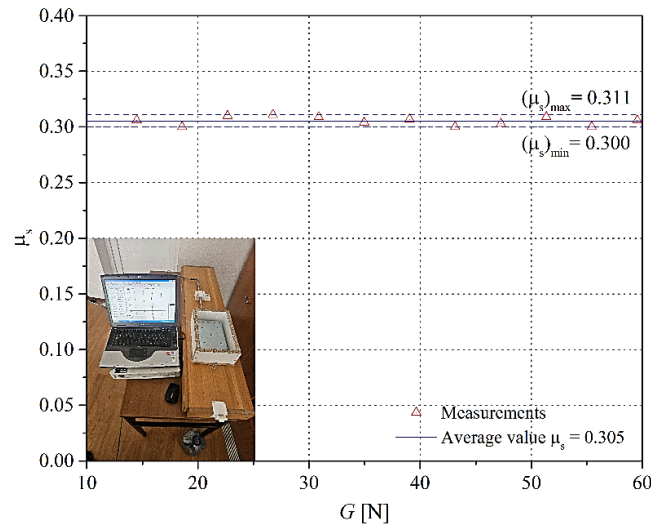 0.40
0.35
0.30
0.25
0.20
0.15
0.10
0.05
0.00
μs
(μs)max = 0.311
(μs)min = 0.300
Measurements
Average value μs = 0.305
10 20 30 40 50 60
G [N]